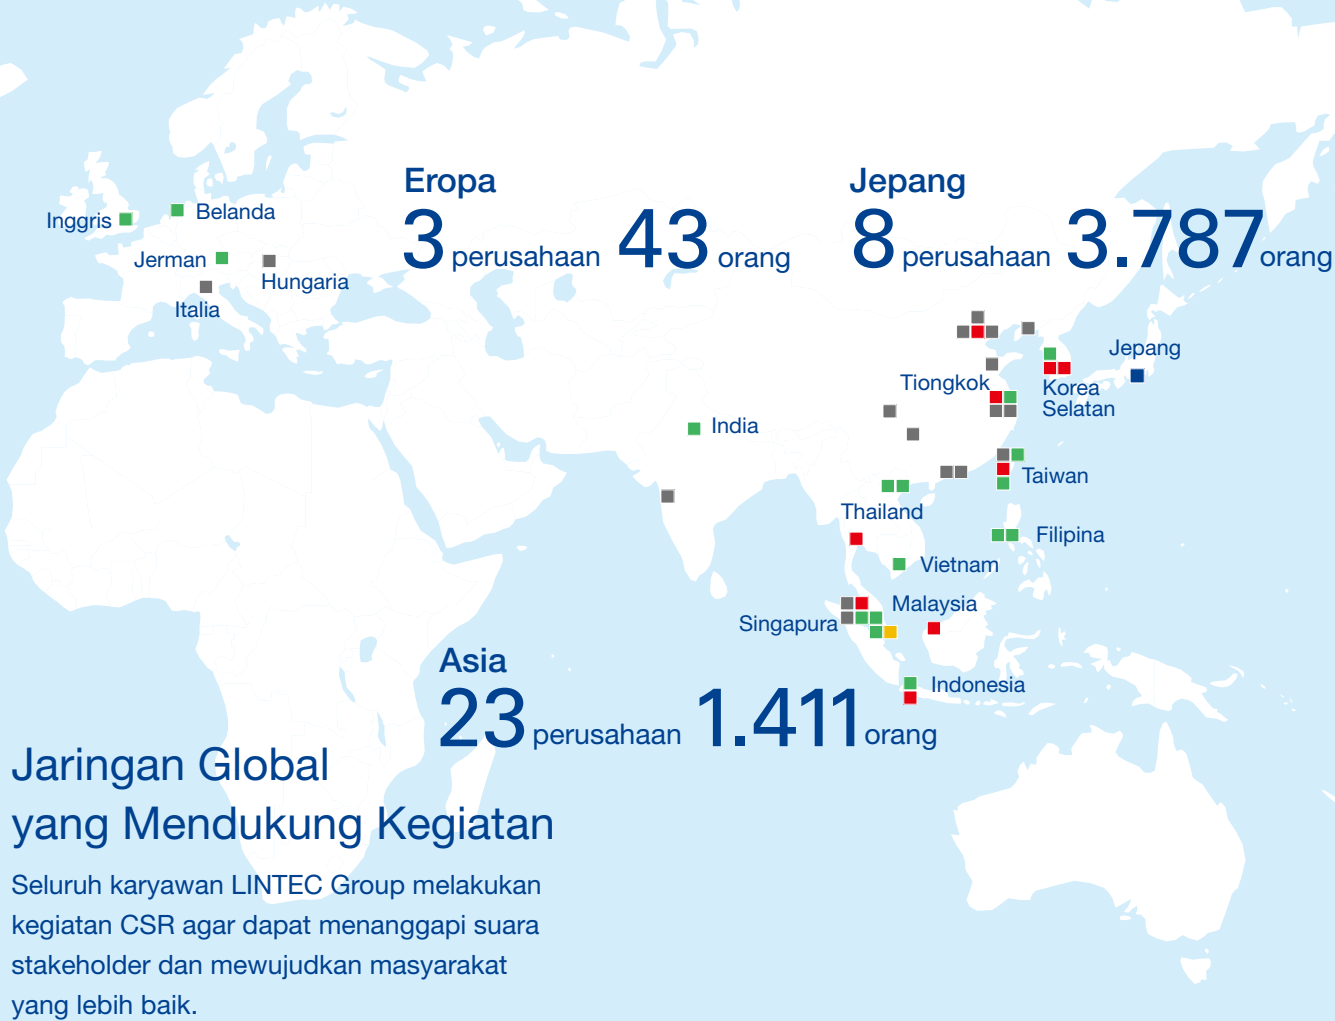 Eropa
3 perusahaan 43 orang
Jepang
8 perusahaan 3.787 orang
Inggris
Belanda
Jerman
Hungaria
Italia
Jepang
Tiongkok
Korea
Selatan
India
Taiwan
Thailand
Filipina
Vietnam
Malaysia
Singapura
Indonesia
Asia
23 perusahaan 1.411 orang
Jaringan Global
yang Mendukung Kegiatan
Seluruh karyawan LINTEC Group melakukan
kegiatan CSR agar dapat menanggapi suara
stakeholder dan mewujudkan masyarakat
yang lebih baik.